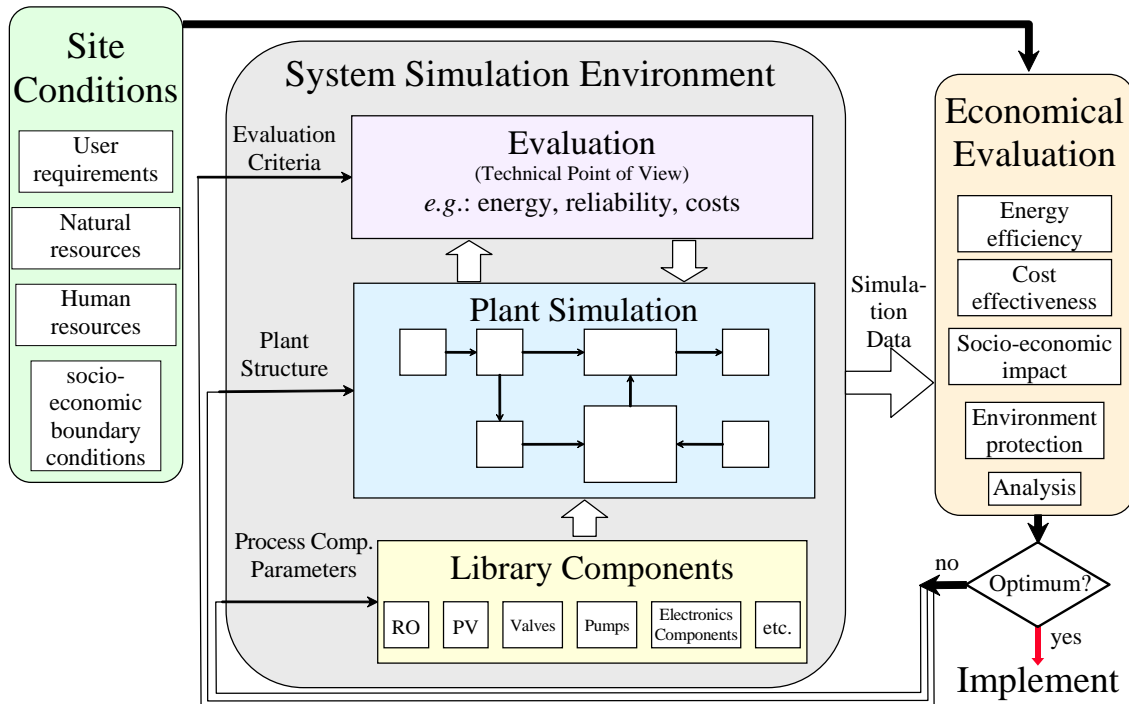 Site
Conditions
User
requirements
Natural
resources
Human
resources
socio-
economic
boundary
conditions
System Simulation Environment
Evaluation
Criteria
Evaluation
(Technical Point of View)
e.g.: energy, reliability, costs
Plant
Structure
Plant Simulation
Process Comp.
Parameters
Library Components
RO
PV
Valves
Pumps
Electronics
Components
etc.
Simula-
tion
Data
Economical
Evaluation
Energy
efficiency
Cost
effectiveness
Socio-economic
impact
Environment
protection
Analysis
no
Optimum?
yes
Implement